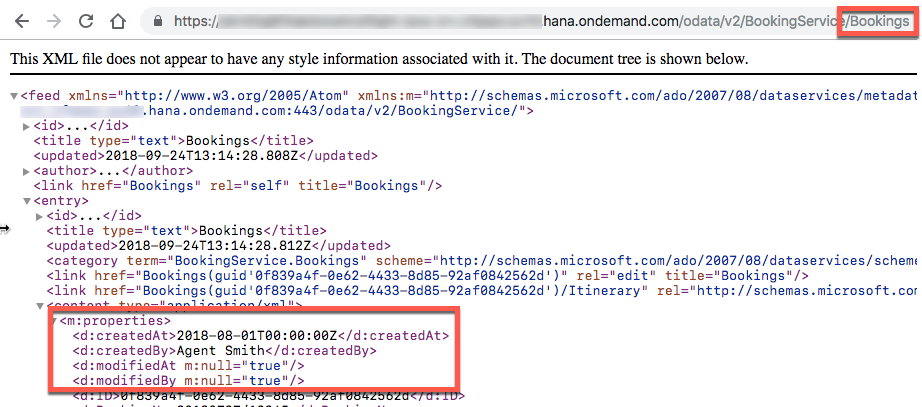 https:// hana.ondemand.com/odata/v2/BookingService/Bookings
This XML file does not appear to have any style information associated with it. The document tree is shown below.
▼<feed xmlns="http://www.w3.org/2005/Atom" xmlns:m="http://schemas.microsoft.com/ado/2007/08/dataservices/metadat
.hana.ondemand.com:443/odata/v2/BookingService/">
▶<id>...</id>
<title type="text">Bookings</title>
<updated>2018-09-24T13:14:28.808Z</updated>
▶<author>...</author>
<link href="Bookings" rel="self" title="Bookings"/>
▼<entry>
▶<id>...</id>
<title type="text">Bookings</title>
<updated>2018-09-24T13:14:28.812Z</updated>
<category term="BookingService.Bookings" scheme="http://schemas.microsoft.com/ado/2007/08/dataservices/scheme
<link href="Bookings(guid'0f839a4f-0e62-4433-8d85-92af0842562d')" rel="edit" title="Bookings"/>
<link href="Bookings(guid'0f839a4f-0e62-4433-8d85-92af0842562d')/Itinerary" rel="http://schemas.microsoft.com
▼<content type="application/xml">
▼<m:properties>
<d:createdAt>2018-08-01T00:00:00Z</d:createdAt>
<d:createdBy>Agent Smith</d:createdBy>
<d:modifiedAt m:null="true"/>
<d:modifiedBy m:null="true"/>
<d:ID>0f839a4f-0e62-4433-8d85-92af0842562d</d:ID>